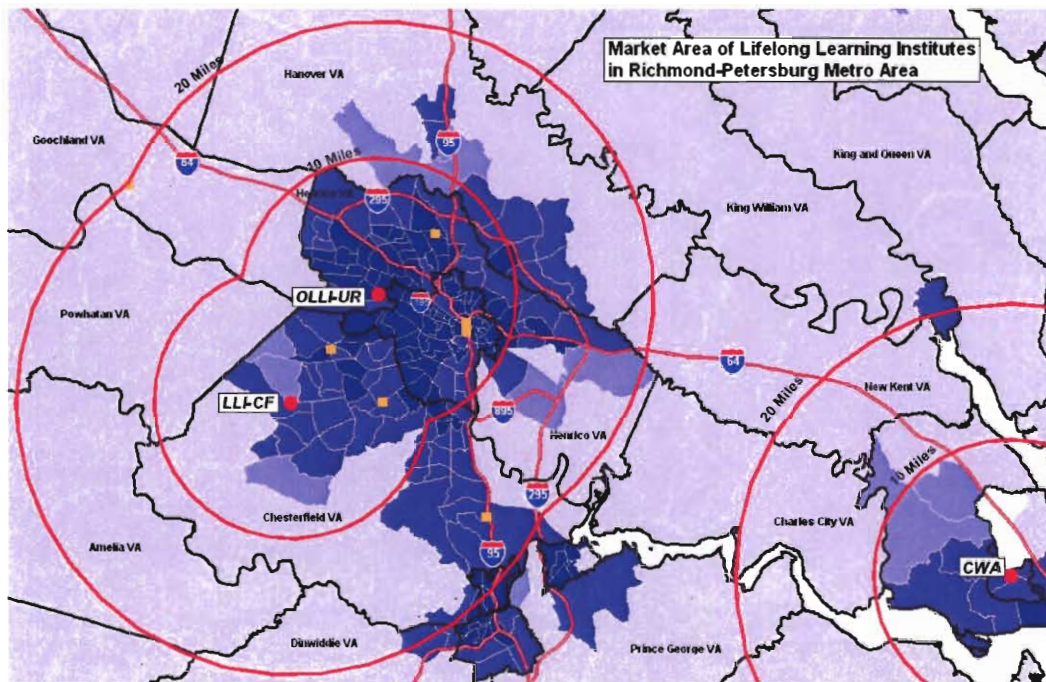 Market Area of Lifelong Learning Institutes
in Richmond-Petersburg Metro Area
20 Miles
Hanover VA
Goochland VA
95
64
10 Miles
King and Queen VA
295
King William VA
OLLI-UR
Powhatan VA
64
New Kent VA
20 Miles
LLI-CF
895
Henrico VA
10 Miles
295
Chesterfield VA
Charles City VA
Amelia VA
95
CWA
Dinwiddie VA
Prince George VA